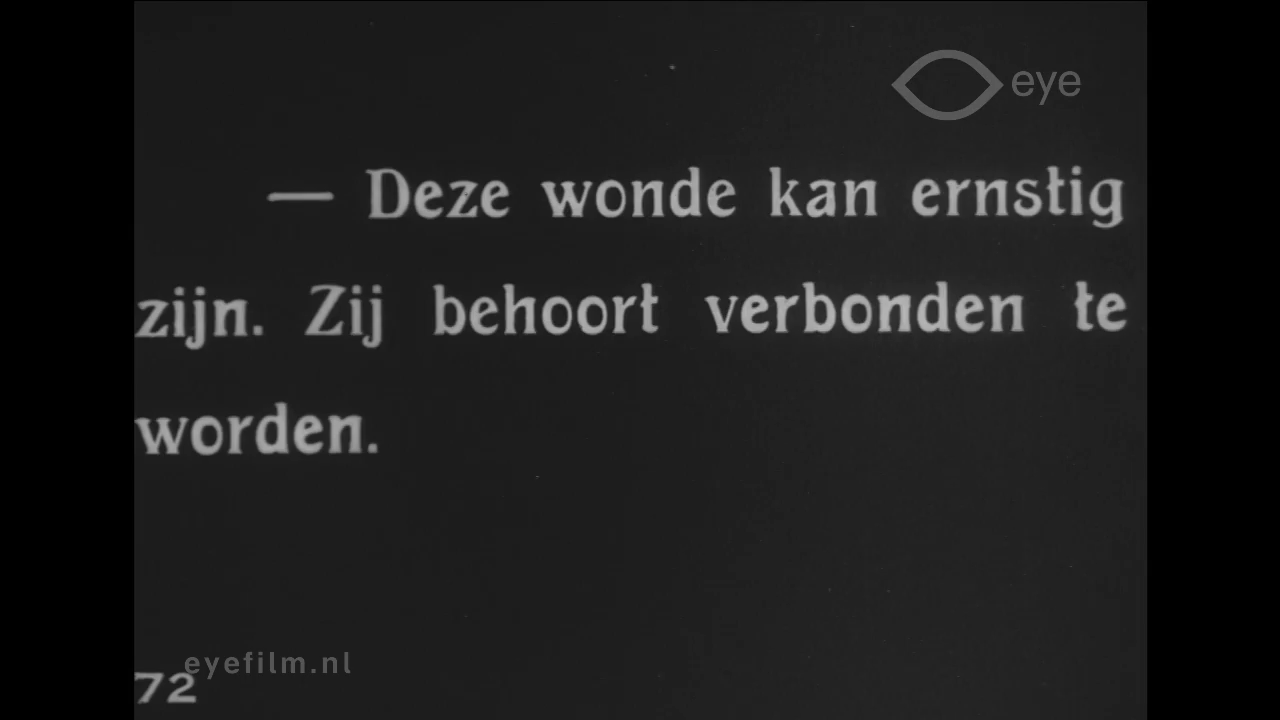 eye
— Deze wonde kan ernstig
zijn. Zij behoort verbonden te
worden.
eyefilm.nl
72